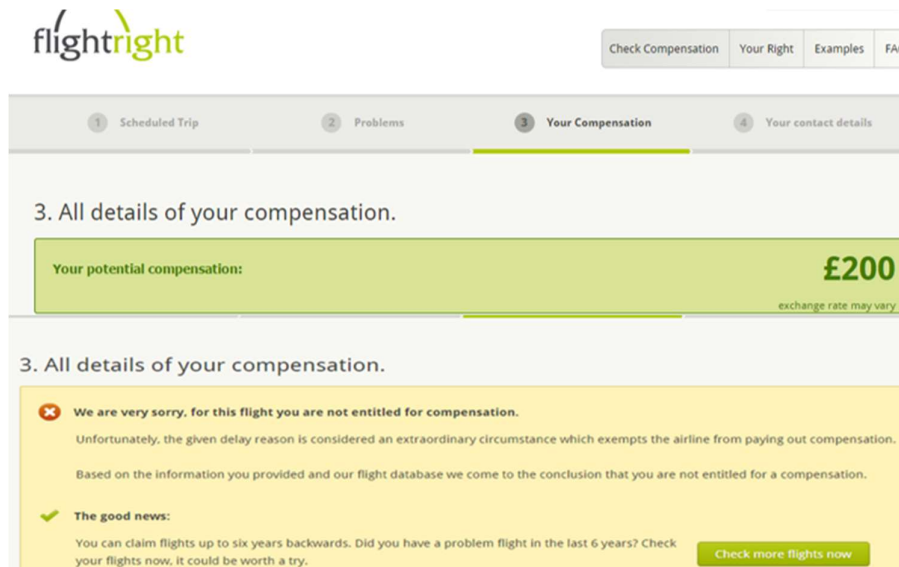 flightright
Check Compensation Your Right Examples
1 Scheduled Trip 2 Problems 3 Your Compensation 4 Your contact details
3. All details of your compensation.
Your potential compensation: £200
exchange rate may vary
3. All details of your compensation.
We are very sorry, for this flight you are not entitled for compensation.
Unfortunately, the given delay reason is considered an extraordinary circumstance which exempts the airline from paying out compensation.
Based on the information you provided and our flight database we come to the conclusion that you are not entitled for a compensation.
The good news:
You can claim flights up to six years backwards. Did you have a problem flight in the last 6 years? Check
your flights now, it could be worth a try.
Check more flights now